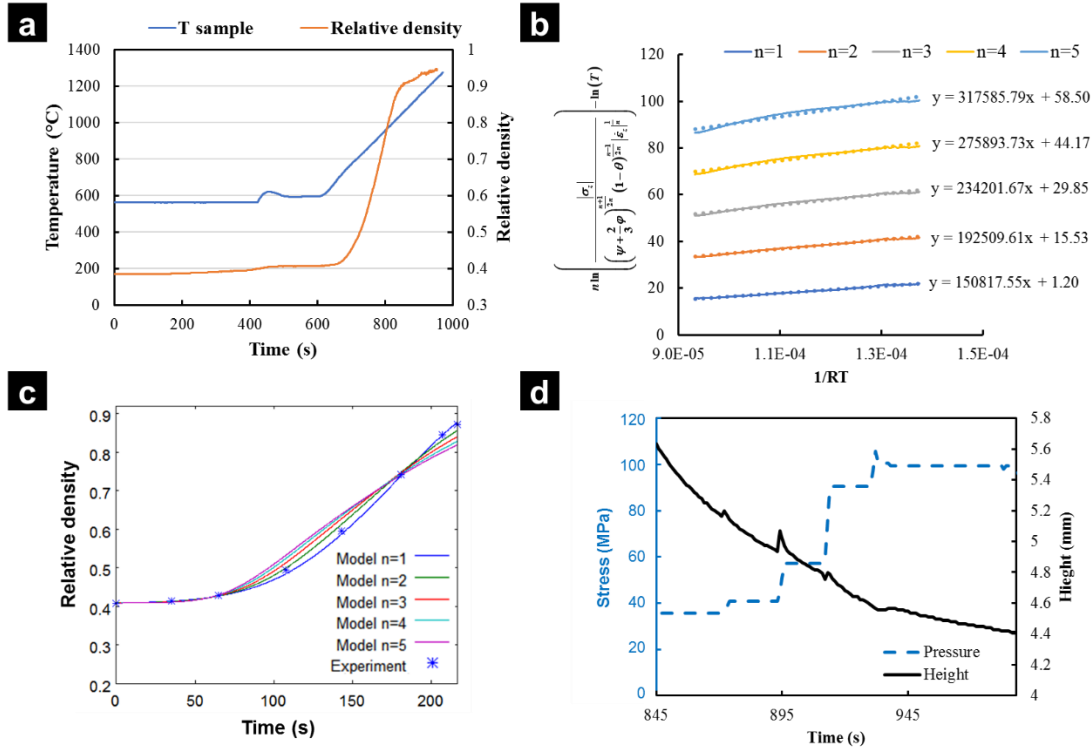 a
T sample Relative density
1400
1200
1000
800
600
400
200
0
Temperature (°C)
1
0.9
0.8
0.7
0.6
0.5
0.4
0.3
Relative density
0 200 400 600 800 1000
Time (s)
b
n=1 n=2 n=3 n=4 n=5
120
100
80
60
40
20
0
y = 317585.79x + 58.50
y = 275893.73x + 44.17
y = 234201.67x + 29.85
y = 192509.61x + 15.53
y = 150817.55x + 1.20
9.0E-05 1.1E-04 1.3E-04 1.5E-04
1/RT
c
0.9
0.8
0.7
0.6
0.5
0.4
0.3
0.2
Relative density
Model n=1
Model n=2
Model n=3
Model n=4
Model n=5
Experiment
0 50 100 150 200
Time (s)
d
120
100
80
60
40
20
0
Stress (MPa)
5.8
5.6
5.4
5.2
5
4.8
4.6
4.4
4.2
4
Hieght (mm)
Pressure
Height
845 895 945
Time (s)